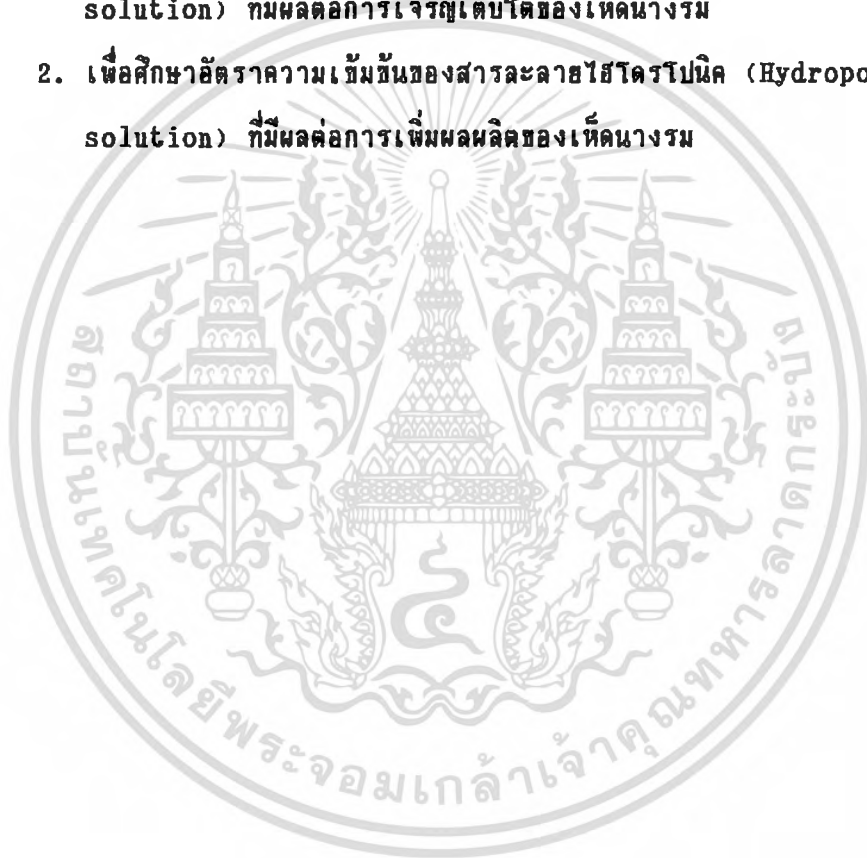 solution) ที่มีผลต่อการเจริญเติบโตของเห็ดนางรม
2. เพื่อศึกษาอัตราความเข้มข้นของสารละลายไฮโดรโปนิค (Hydropo
solution) ที่มีผลต่อการเพิ่มผลผลิตของเห็ดนางรม
สถาบันเทคโนโลยีพระจอมเกล้าเจ้าคุณทหารลาดกระบัง